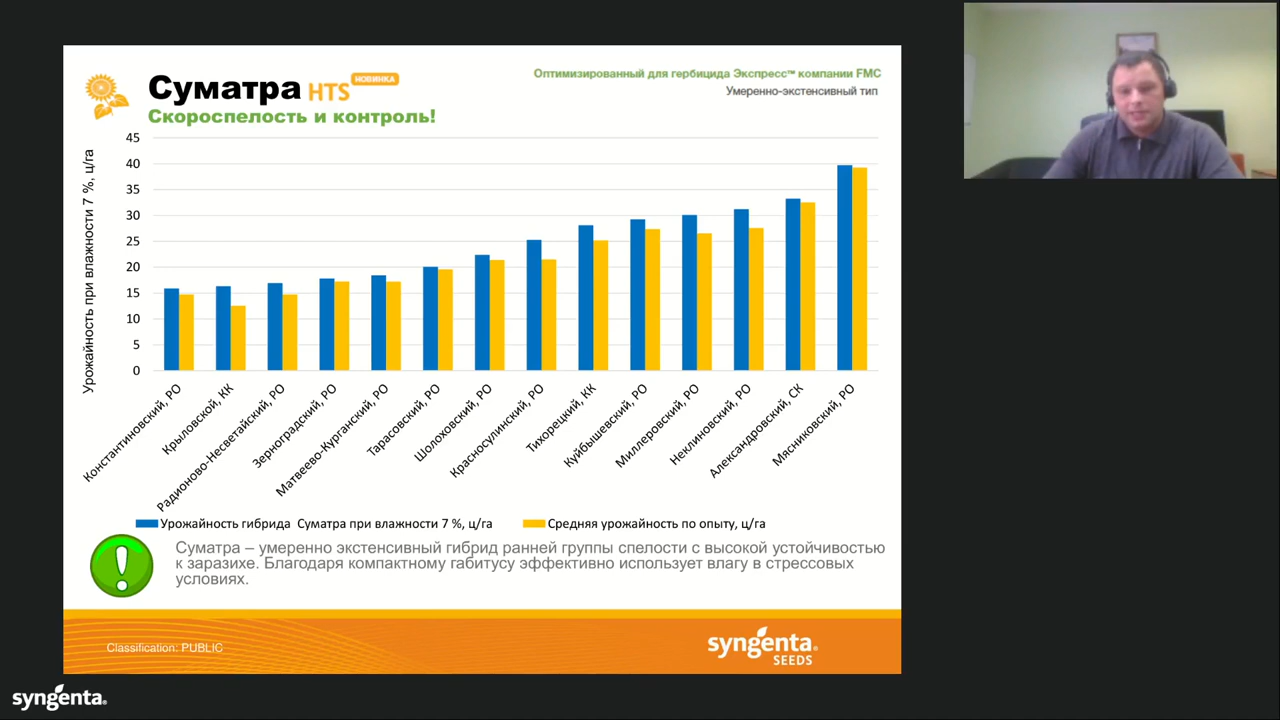 Суматра HTS НОВИНКА
Скороспелость и контроль!
Оптимизированный для гербицида Экспресс™ компании FMC
Умеренно-экстенсивный тип
Урожайность при влажности 7 %, ц/га
45
40
35
30
25
20
15
10
5
0
Константиновский, РО
Крыловской, КК
Радионово-Несветайский, РО
Зерноградский, РО
Матвеево-Курганский, РО
Тарасовский, РО
Шолоховский, РО
Красносулинский, РО
Тихорецкий, КК
Куйбышевский, РО
Миллеровский, РО
Неклиновский, РО
Александровский, СК
Мясниковский, РО
Урожайность гибрида Суматра при влажности 7 %, ц/га
Средняя урожайность по опыту, ц/га
Суматра – умеренно экстенсивный гибрид ранней группы спелости с высокой устойчивостью
к заразихе. Благодаря компактному габитусу эффективно использует влагу в стрессовых
условиях.
Classification: PUBLIC
syngenta®
SEEDS
syngenta®